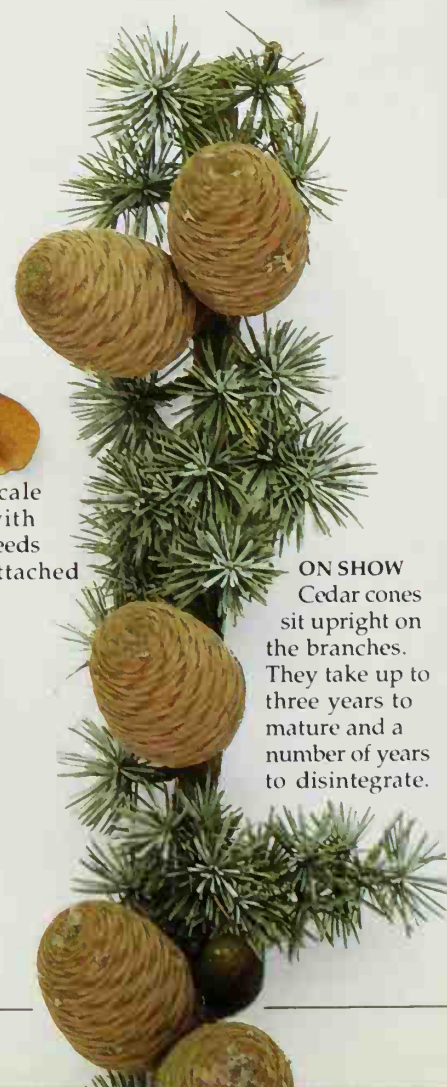 cale
ith
eeds
ttached
ON SHOW
Cedar cones
sit upright on
the branches.
They take up to
three years to
mature and a
number of years
to disintegrate.